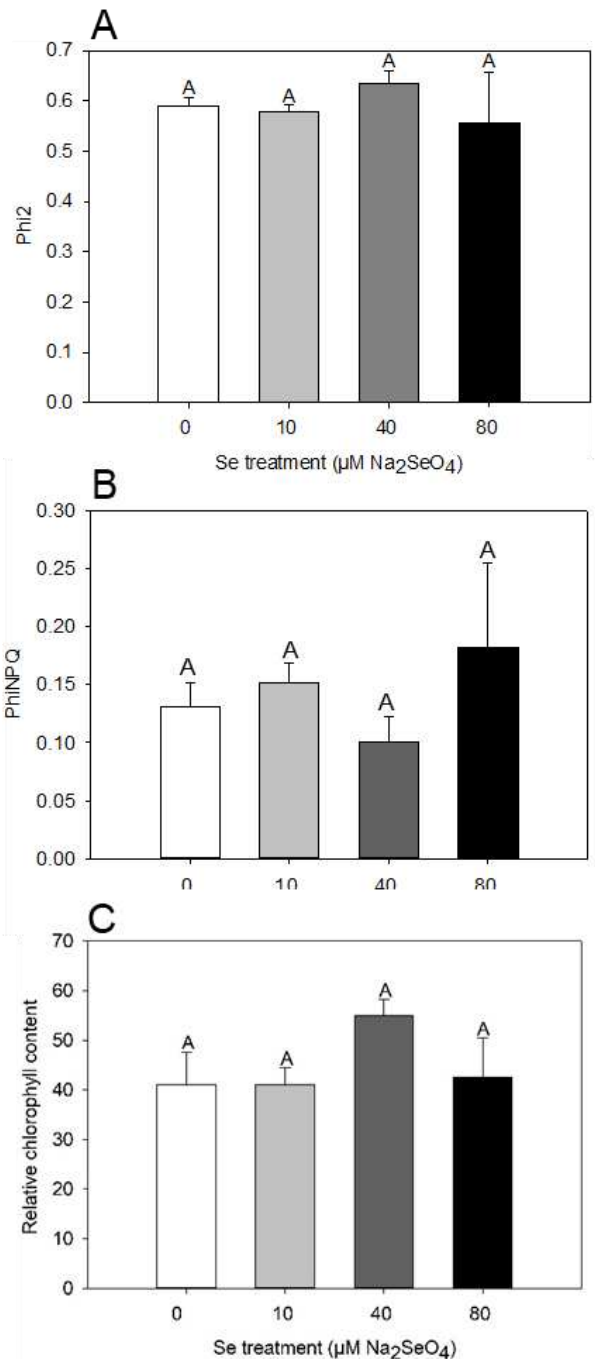 A
0.7
0.6
0.5
0.4
0.3
0.2
0.1
0.0
Phi2
A
A
A
A
0
10
40
80
Se treatment (µM Na2SeO4)
B
0.30
0.25
0.20
0.15
0.10
0.05
0.00
PhiNPQ
A
A
A
A
0
10
40
80
C
70
60
50
40
30
20
10
0
Relative chlorophyll content
A
A
A
A
0
10
40
80
Se treatment (µM Na2SeO4)